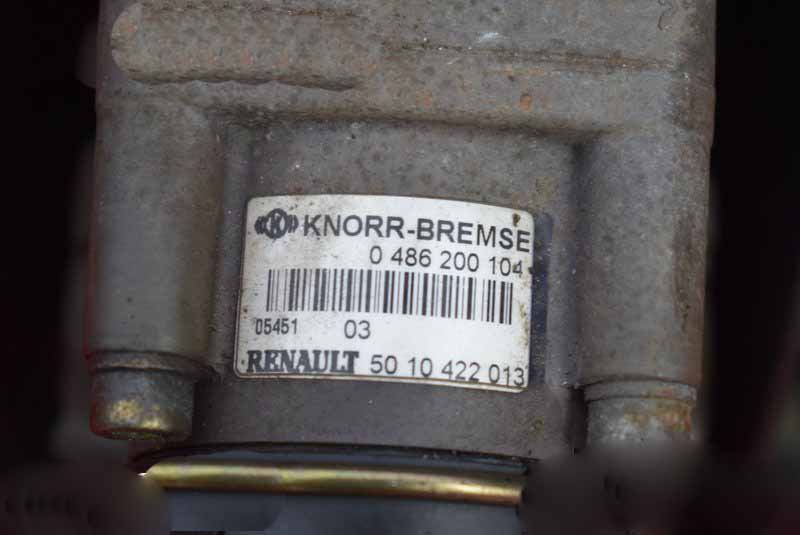 K KNORR-BREMSE
0 486 200 104
05451 03
RENAULT 50 10 422 013